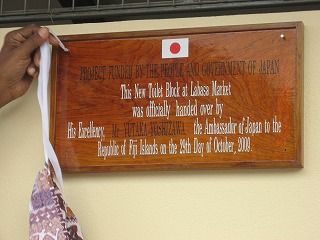 PROJECT FUNDED BY THE PEOPLE AND GOVERNMENT OF JAPAN
This New Toilet Block at Labasa Market
was officially handed over by
His Excellency, Mr YUTAKA YOSHIZAWA the Ambassador of Japan to the
Republic of Fiji Islands on the 29th Day of October, 2008.